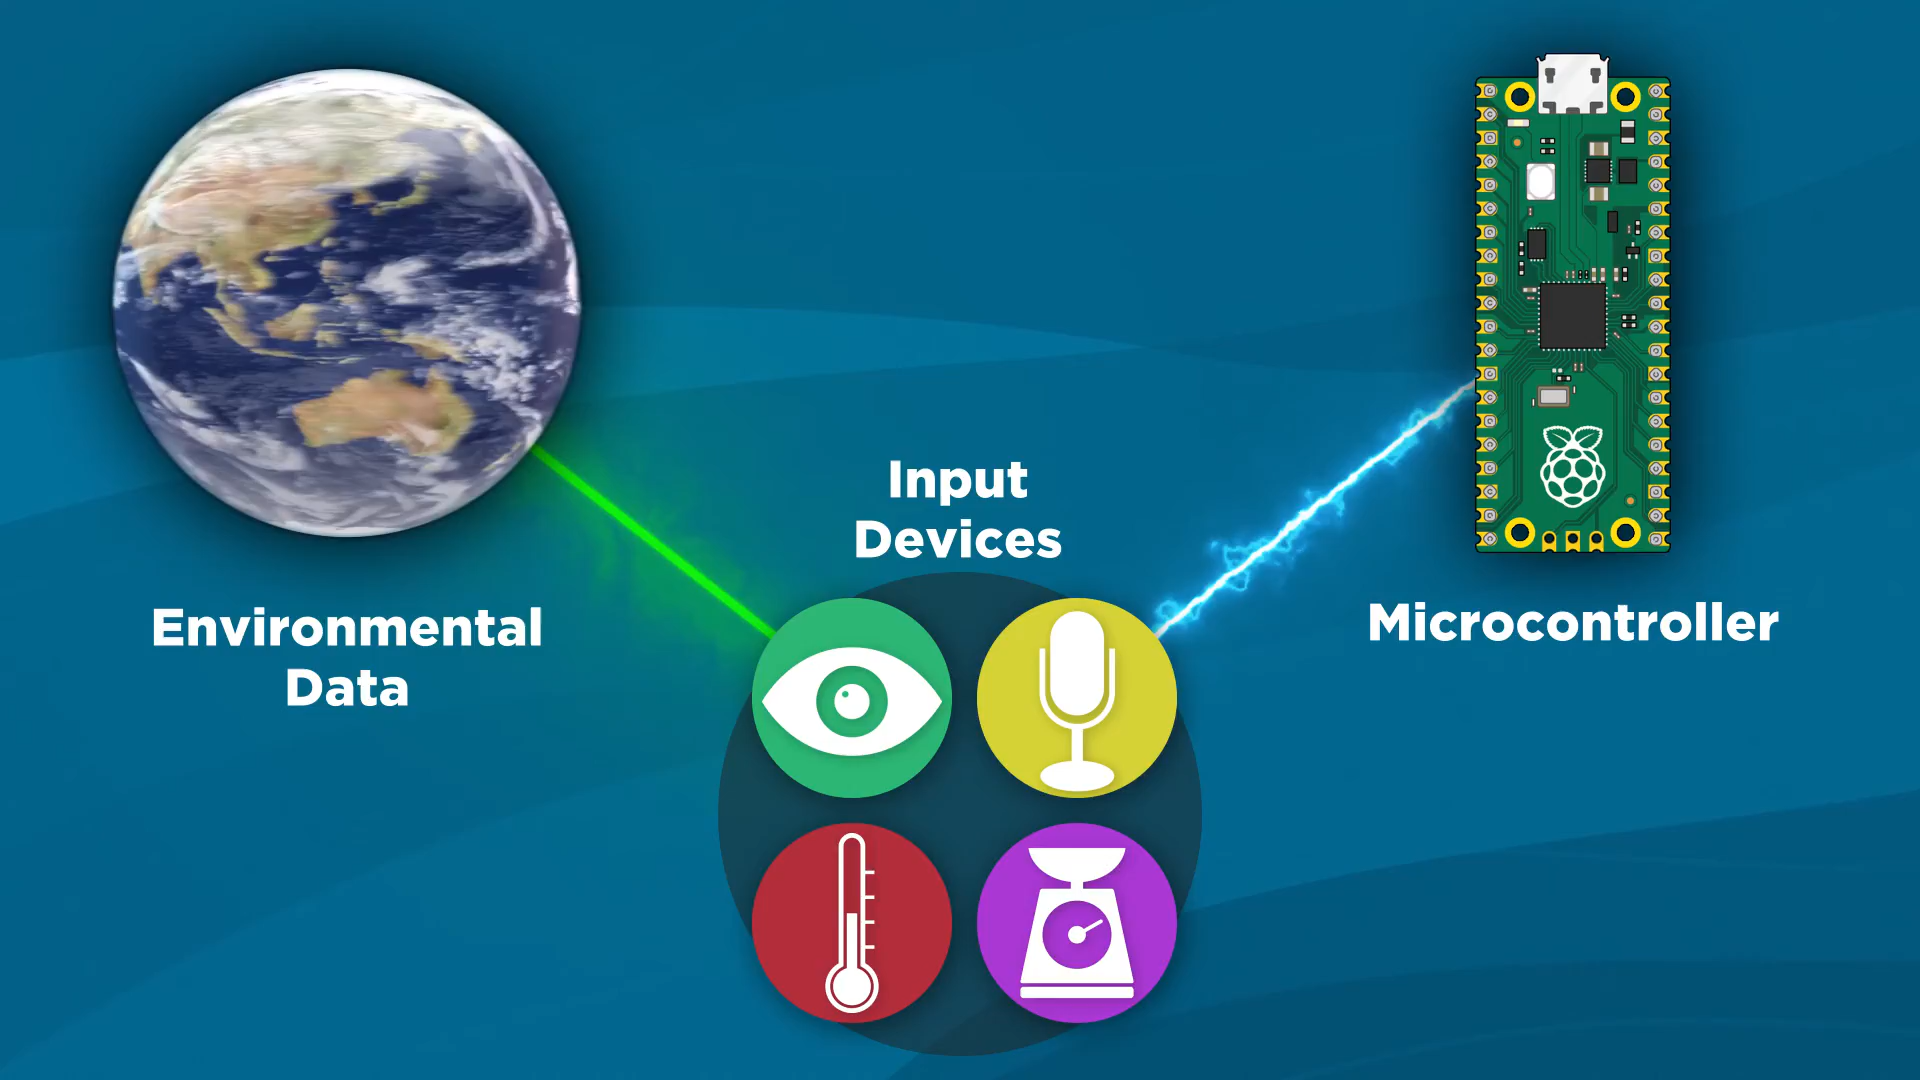 Environmental
Data
Input
Devices
Microcontroller